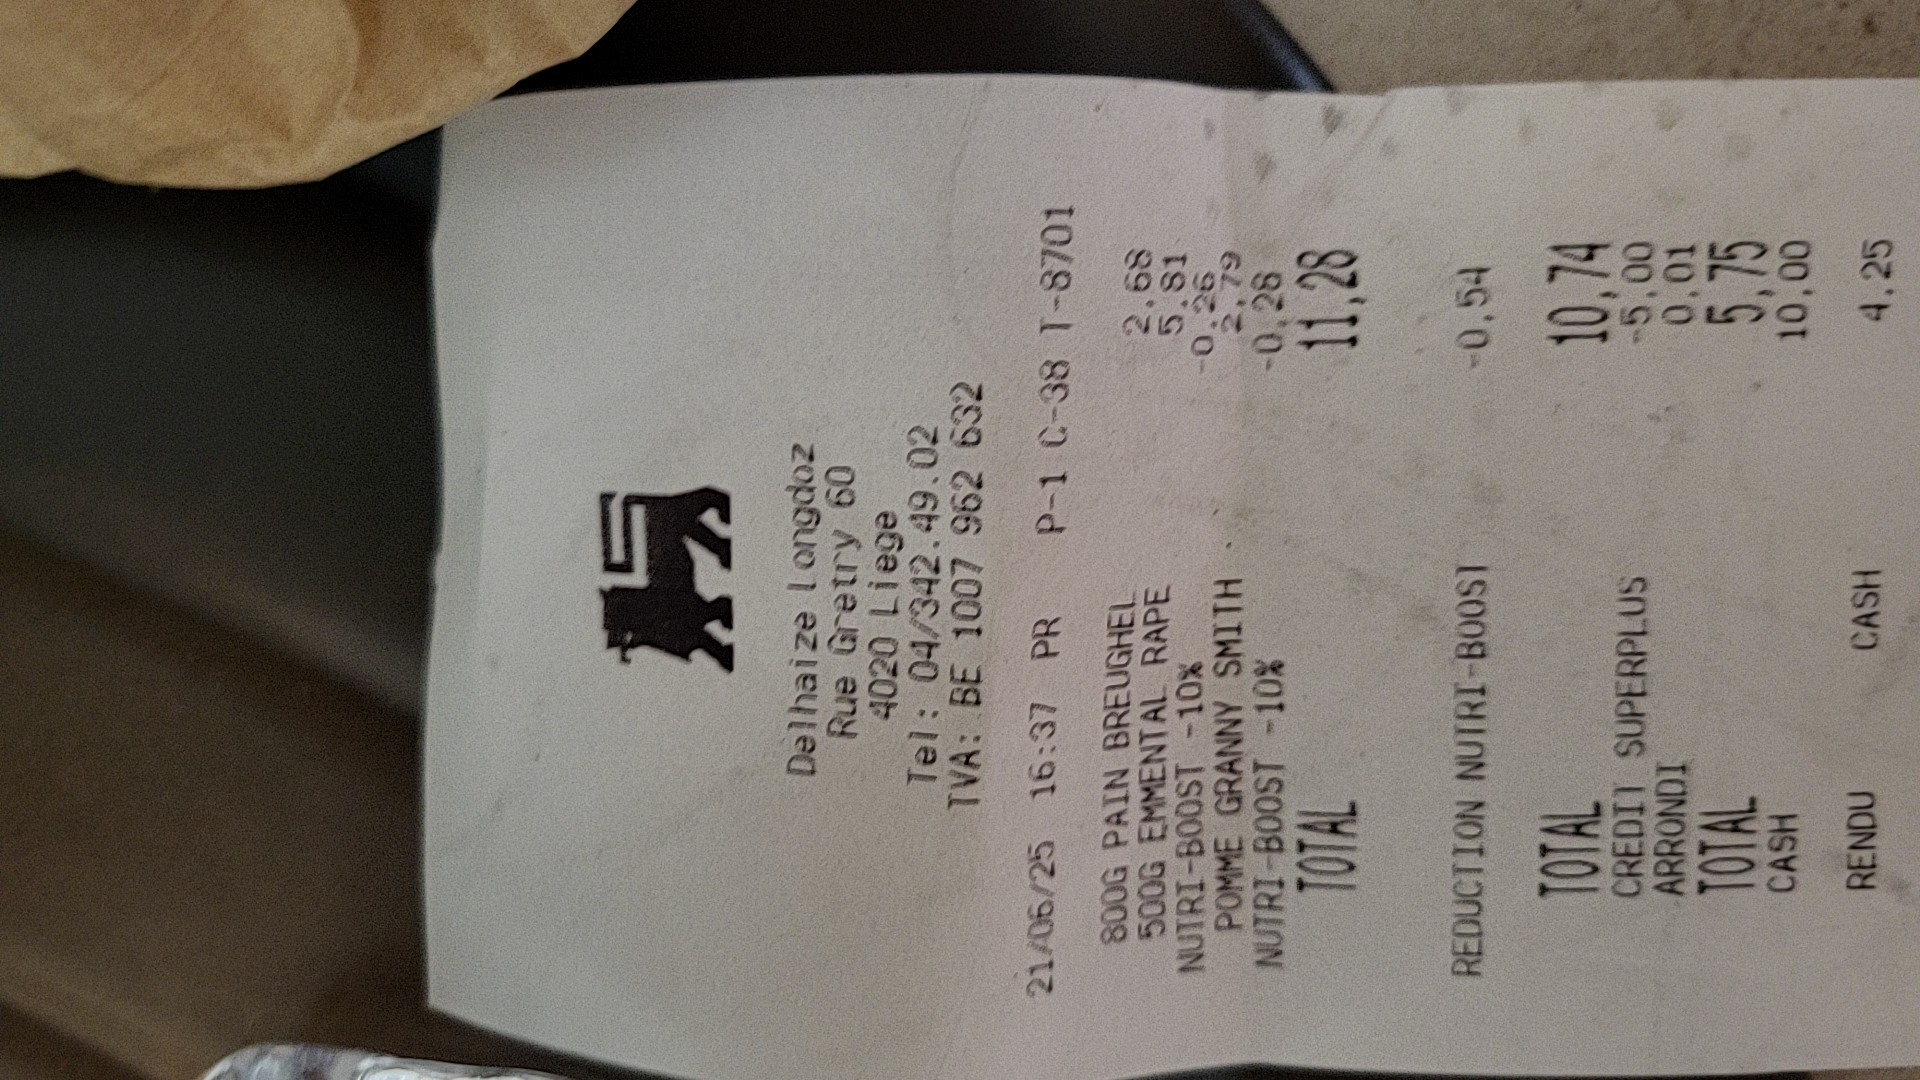 Delhaize Longdoz
Rue Gretry 60
4020 Liege
Tel: 04/342.49.02
TVA: BE 1007 962 632
21/06/25 16:37 PR P-1 C-38 T-8701
800G PAIN BREUGHEL 2,68
500G EMMENTAL RAPE 5,81
NUTRI-BOOST -10% -0,26
POMME GRANNY SMITH 2,79
NUTRI-BOOST -10% -0,28
TOTAL 11,28
REDUCTION NUTRI-BOOST -0,54
TOTAL 10,74
CREDIT SUPERPLUS -5,00
ARRONDI 0,01
TOTAL 5,75
CASH 10,00
RENDU CASH 4,25